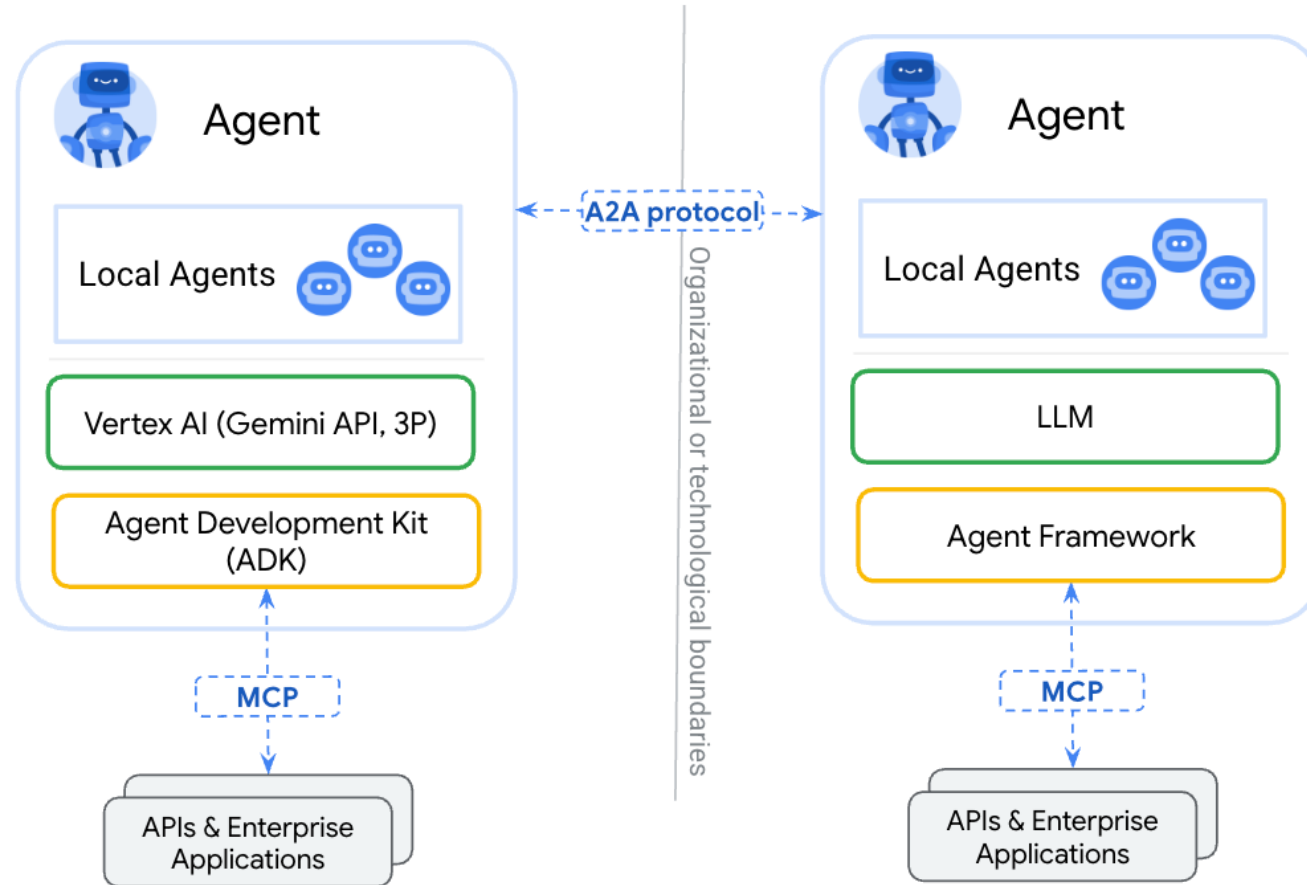 Agent
Local Agents
Vertex AI (Gemini API, 3P)
Agent Development Kit
(ADK)
MCP
APIs & Enterprise
Applications
A2A protocol
Organizational or technological boundaries
Agent
Local Agents
LLM
Agent Framework
MCP
APIs & Enterprise
Applications